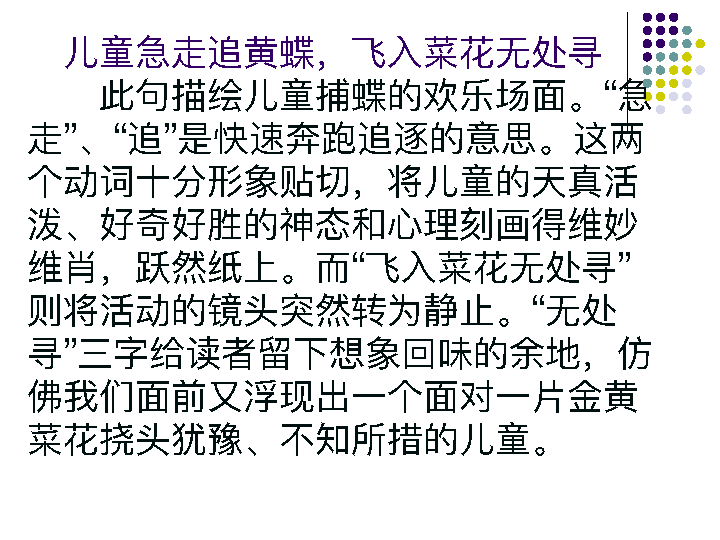 儿童急走追黄蝶，飞入菜花无处寻
此句描绘儿童捕蝶的欢乐场面。“急
走”、“追”是快速奔跑追逐的意思。这两
个动词十分形象贴切，将儿童的天真活
泼、好奇好胜的神态和心理刻画得维妙
维肖，跃然纸上。而“飞入菜花无处寻”
则将活动的镜头突然转为静止。“无处
寻”三字给读者留下想象回味的余地，仿
佛我们面前又浮现出一个面对一片金黄
菜花挠头犹豫、不知所措的儿童。